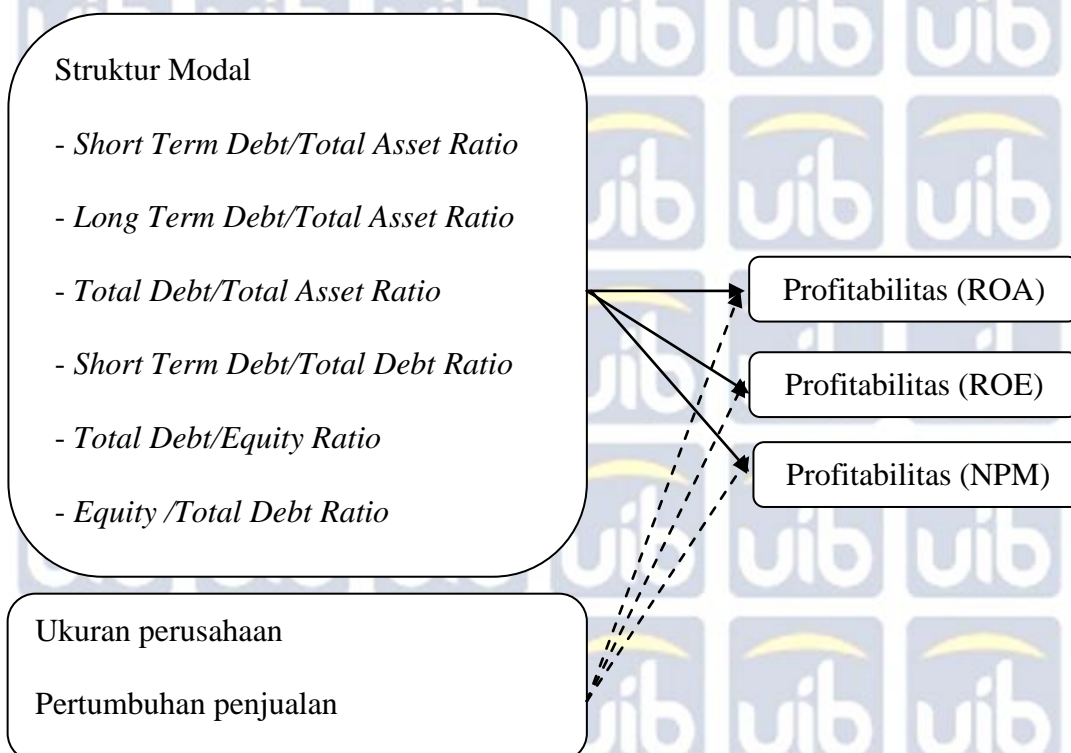 Struktur Modal
- Short Term Debt/Total Asset Ratio
- Long Term Debt/Total Asset Ratio
- Total Debt/Total Asset Ratio
- Short Term Debt/Total Debt Ratio
- Total Debt/Equity Ratio
- Equity /Total Debt Ratio
Profitabilitas (ROA)
Profitabilitas (ROE)
Profitabilitas (NPM)
Ukuran perusahaan
Pertumbuhan penjualan
uib